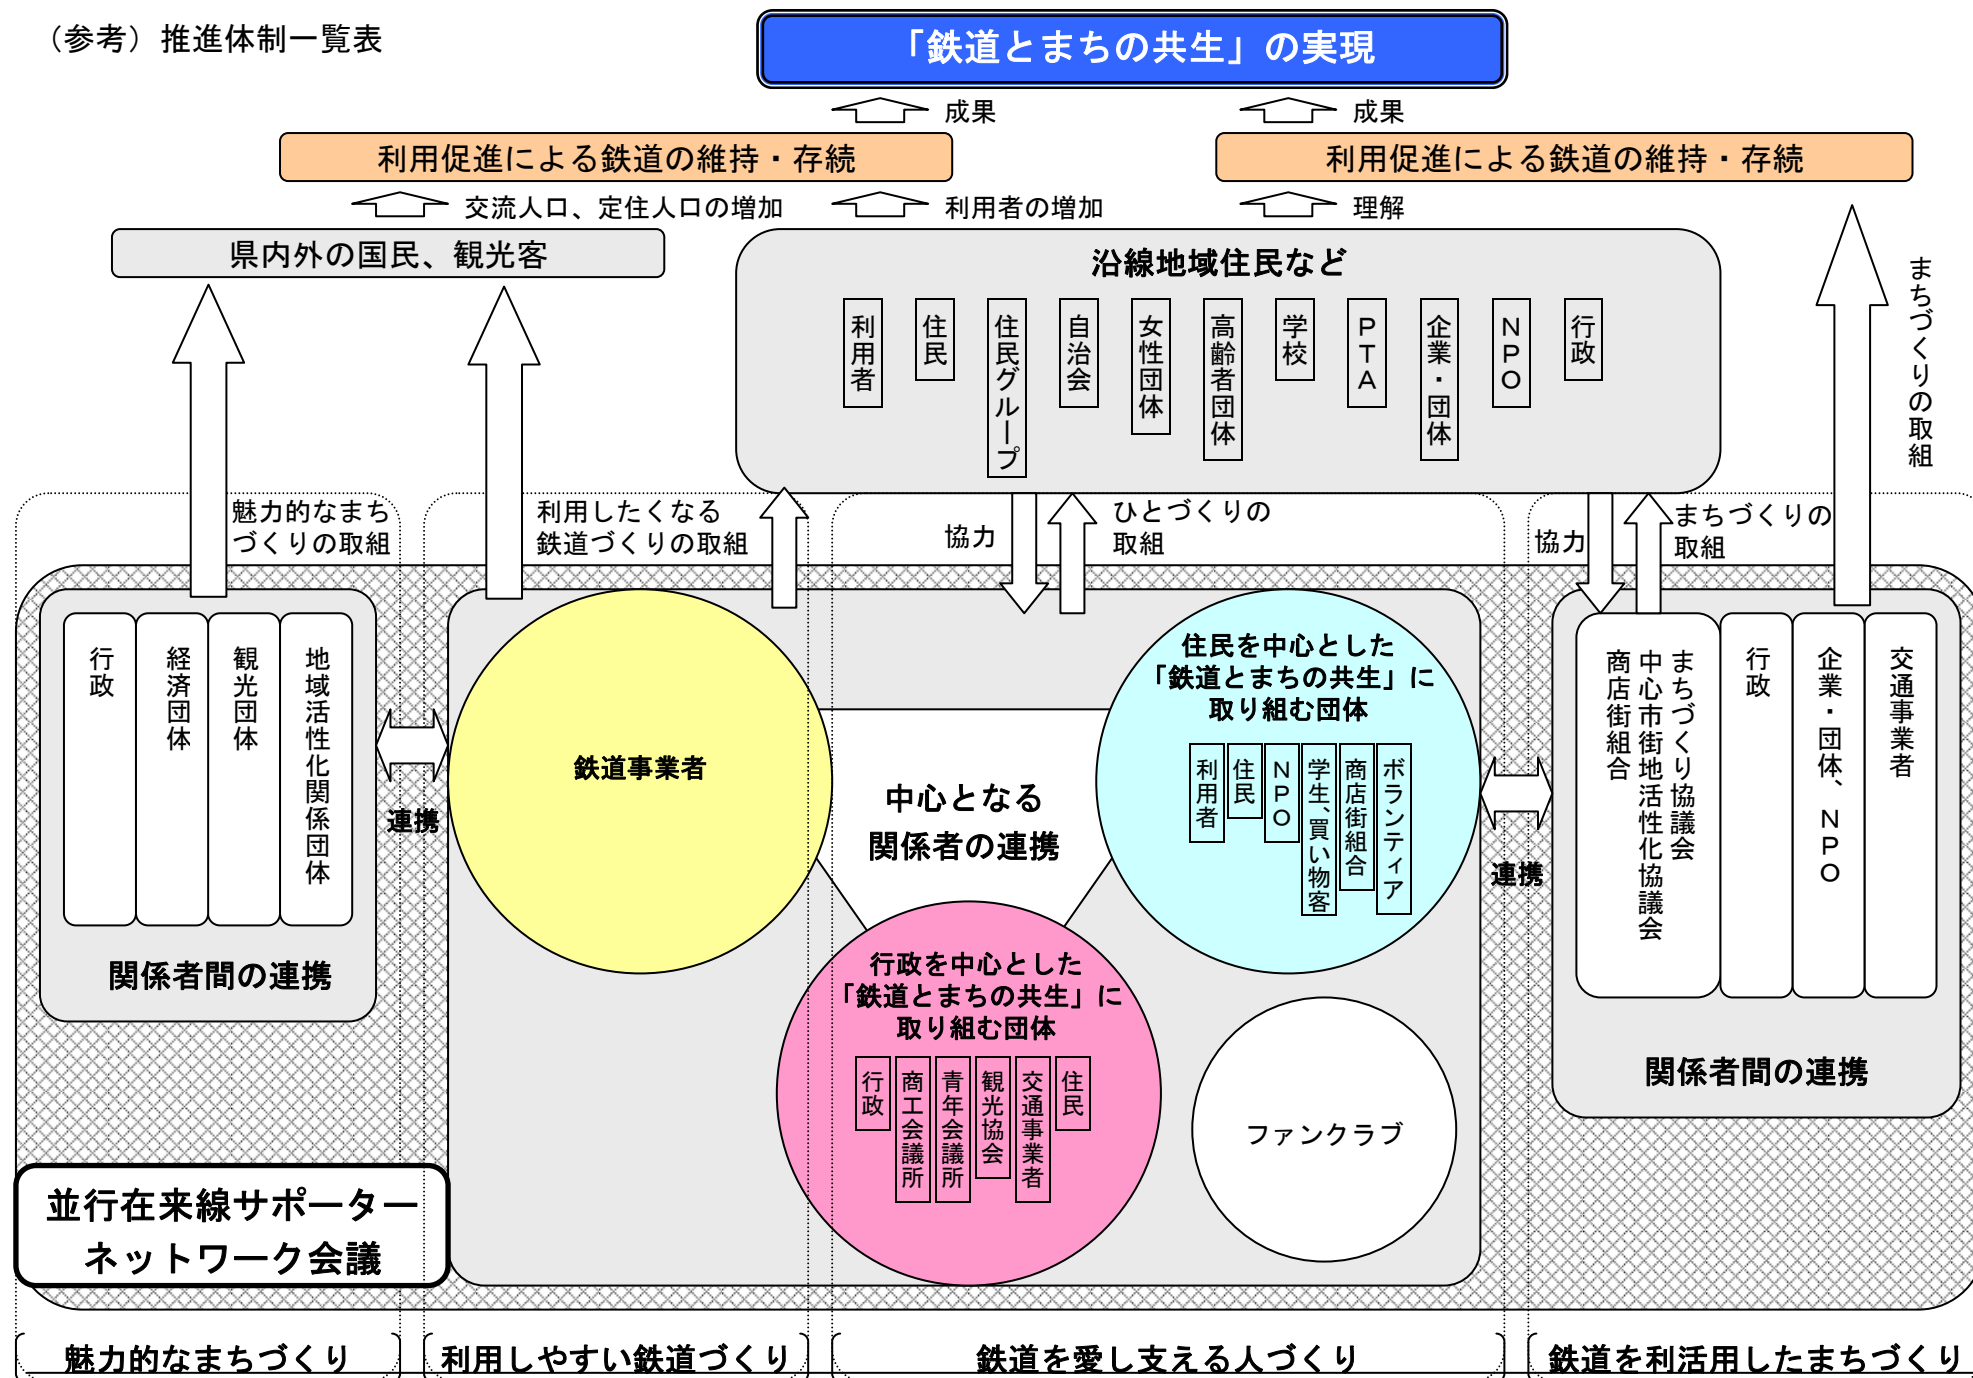 （参考）推進体制一覧表
「鉄道とまちの共生」の実現
成果
成果
利用促進による鉄道の維持・存続
利用促進による鉄道の維持・存続
交流人口、定住人口の増加
利用者の増加
理解
県内外の国民、観光客
沿線地域住民など
利用者
住民
住民グループ
自治会
女性団体
高齢者団体
学校
ＰＴＡ
企業・団体
ＮＰＯ
行政
まちづくりの取組
魅力的なまち
づくりの取組
利用したくなる
鉄道づくりの取組
協力
ひとづくりの
取組
協力
まちづくりの
取組
行政
経済団体
観光団体
地域活性化関係団体
関係者間の連携
連携
鉄道事業者
中心となる
関係者の連携
住民を中心とした
「鉄道とまちの共生」に
取り組む団体
利用者
住民
ＮＰＯ
学生、買い物客
商店街組合
ボランティア
行政を中心とした
「鉄道とまちの共生」に
取り組む団体
行政
商工会議所
青年会議所
観光協会
交通事業者
住民
ファンクラブ
連携
まちづくり協議会
中心市街地活性化協議会
商店街組合
行政
企業・団体、ＮＰＯ
交通事業者
関係者間の連携
並行在来線サポーター
ネットワーク会議
魅力的なまちづくり
利用しやすい鉄道づくり
鉄道を愛し支える人づくり
鉄道を利活用したまちづくり